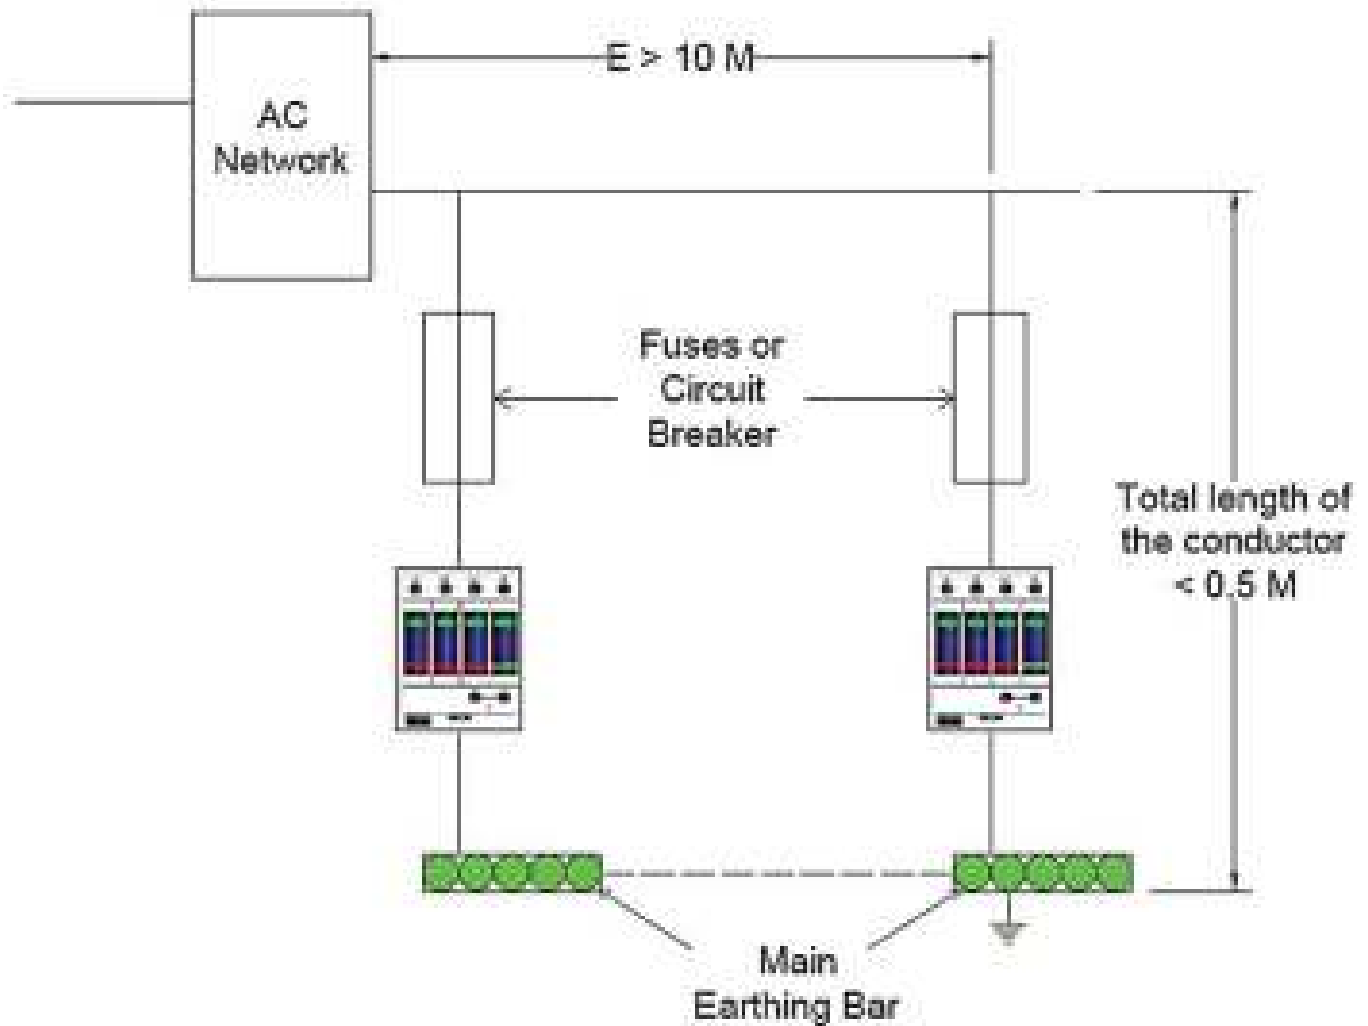 E > 10 M
AC
Network
Fuses or
Circuit
Breaker
Total length of
the conductor
< 0.5 M
Main
Earthing Bar